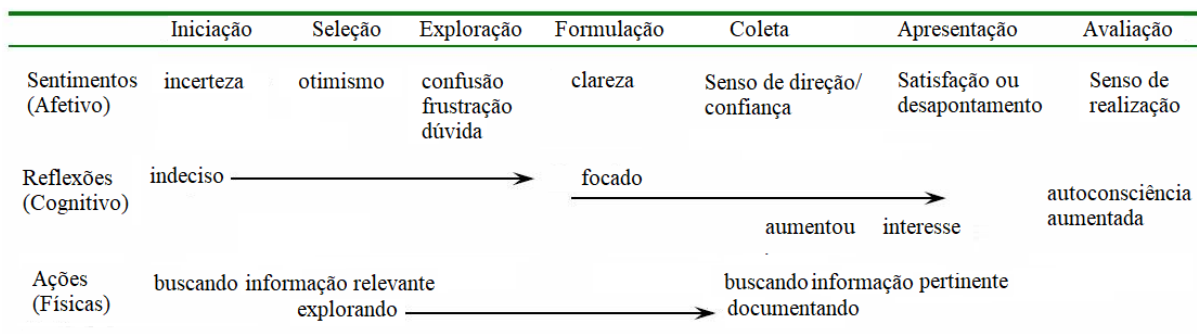 Iniciação Seleção Exploração Formulação Coleta Apresentação Avaliação
Sentimentos incerteza otimismo confusão clareza Senso de direção/ Satisfação ou Senso de
(Afetivo) frustração confiança desapontamento realização
dúvida
Reflexões indeciso focado
(Cognitivo) autoconsciência
aumentou interesse aumentada
Ações buscando informação relevante buscando informação pertinente
(Físicas) explorando documentando